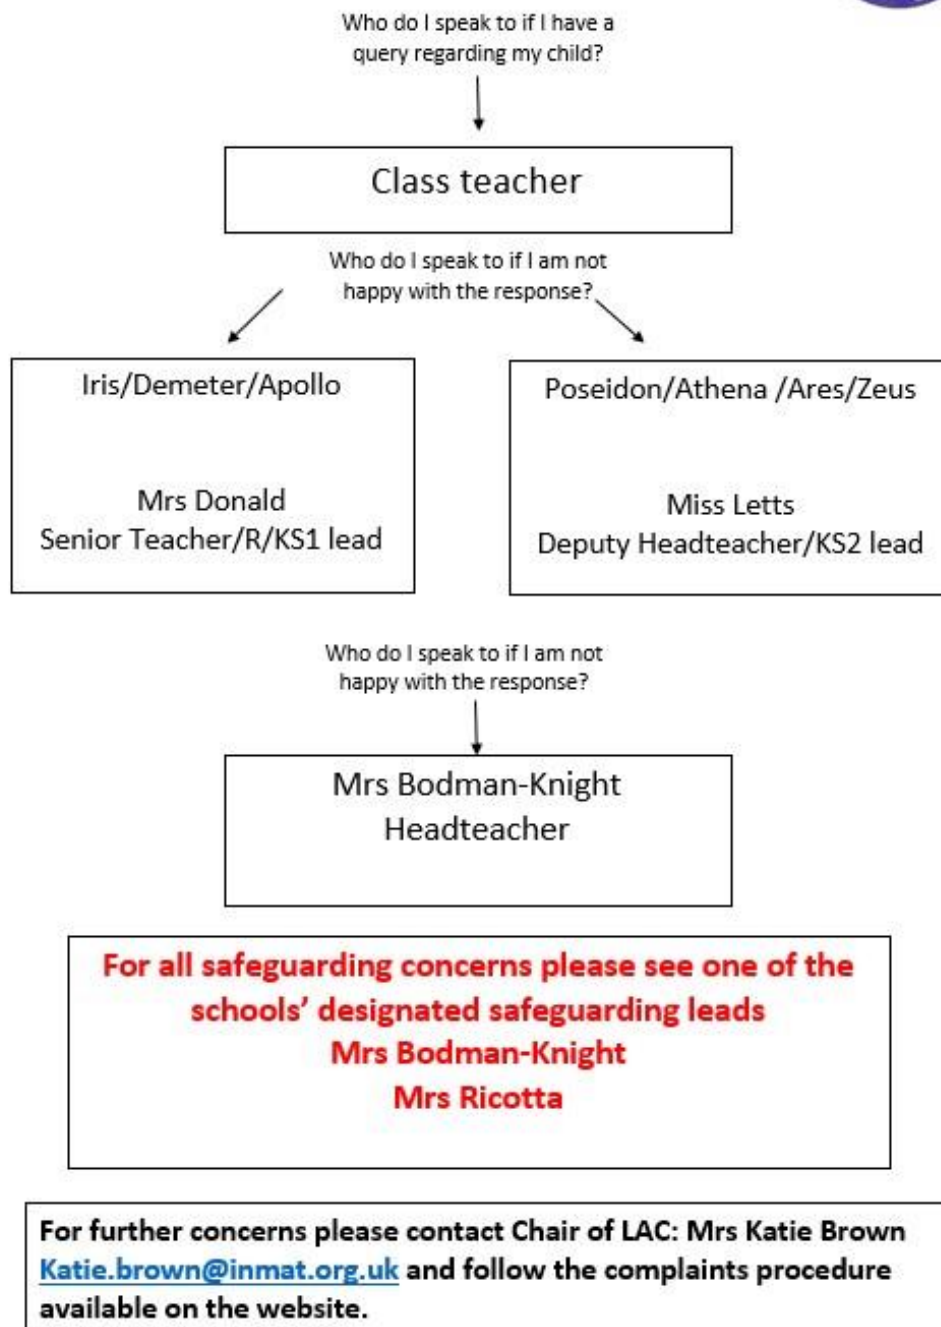 Who do I speak to if I have a
query regarding my child?
Class teacher
Who do I speak to if I am not
happy with the response?
Iris/Demeter/Apollo
Mrs Donald
Senior Teacher/R/KS1 lead
Poseidon/Athena /Ares/Zeus
Miss Letts
Deputy Headteacher/KS2 lead
Who do I speak to if I am not
happy with the response?
Mrs Bodman-Knight
Headteacher
For all safeguarding concerns please see one of the
schools’ designated safeguarding leads
Mrs Bodman-Knight
Mrs Ricotta
For further concerns please contact Chair of LAC: Mrs Katie Brown
Katie.brown@inmat.org.uk and follow the complaints procedure
available on the website.